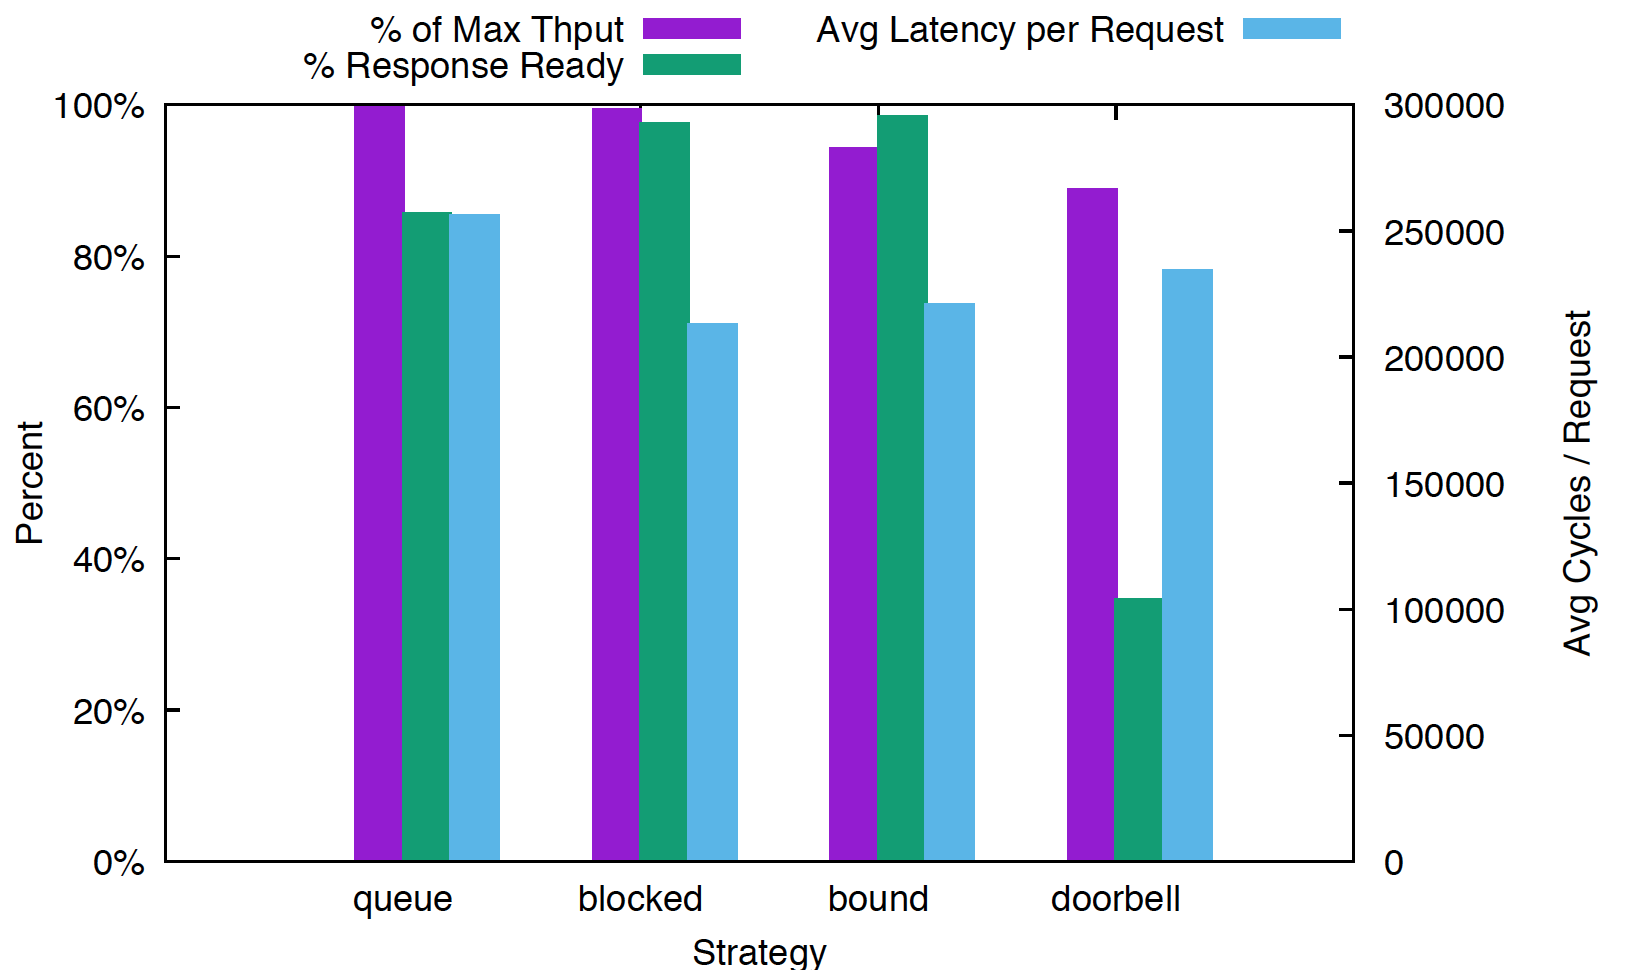 % of Max Thput
Avg Latency per Request
% Response Ready
100%
80%
60%
40%
20%
0%
Percent
300000
250000
200000
150000
100000
50000
0
Avg Cycles / Request
queue
blocked
bound
doorbell
Strategy